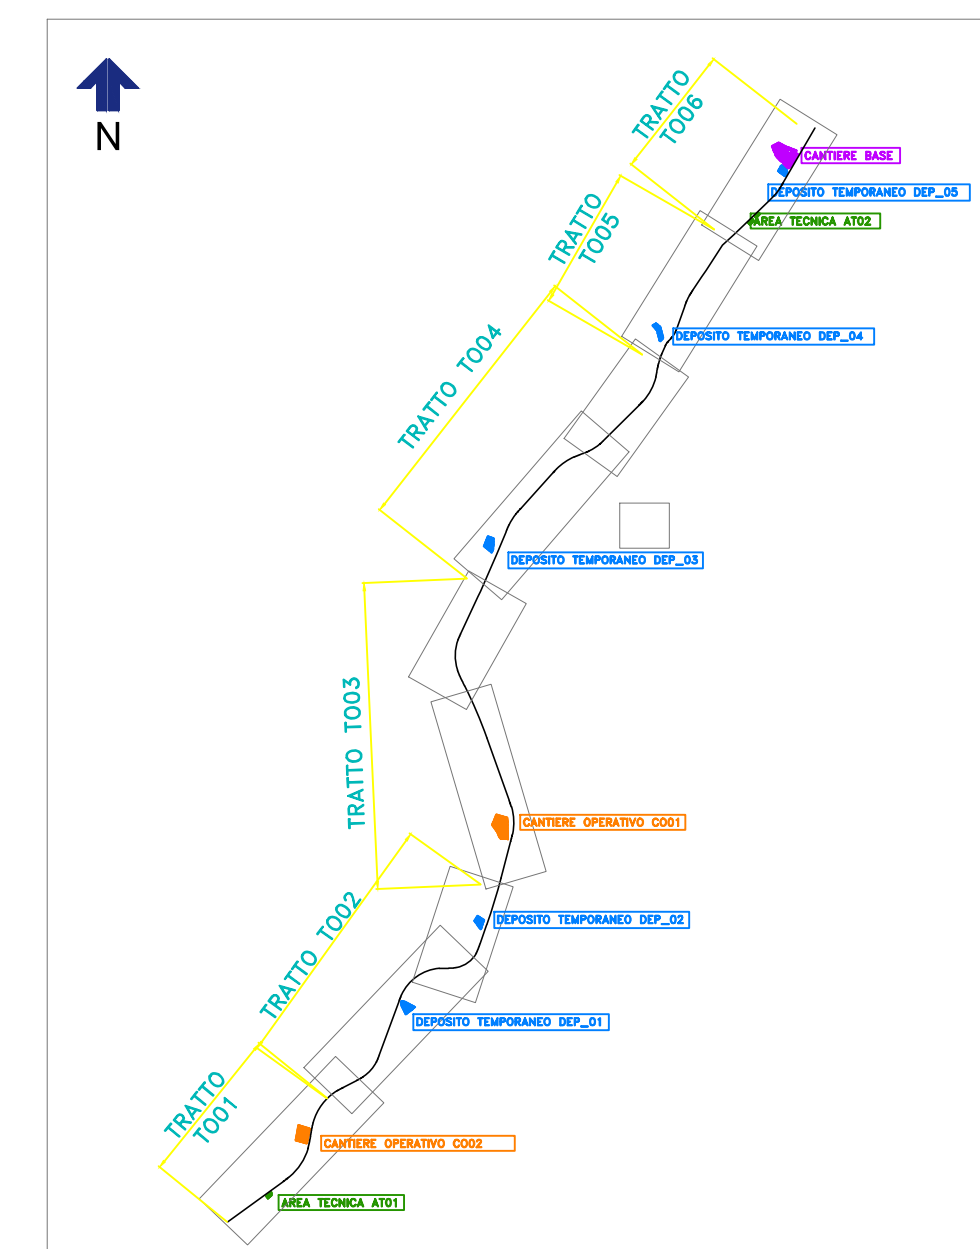 N
TRATTO
TO06
CANTIERE BASE
DEPOSITO TEMPORANEO DEP_05
AREA TECNICA AT02
TRATTO
TO05
TRATTO TO04
DEPOSITO TEMPORANEO DEP_04
DEPOSITO TEMPORANEO DEP_03
TRATTO TO03
CANTIERE OPERATIVO CO01
TRATTO TO02
DEPOSITO TEMPORANEO DEP_02
DEPOSITO TEMPORANEO DEP_01
TRATTO
TO01
CANTIERE OPERATIVO CO02
AREA TECNICA AT01